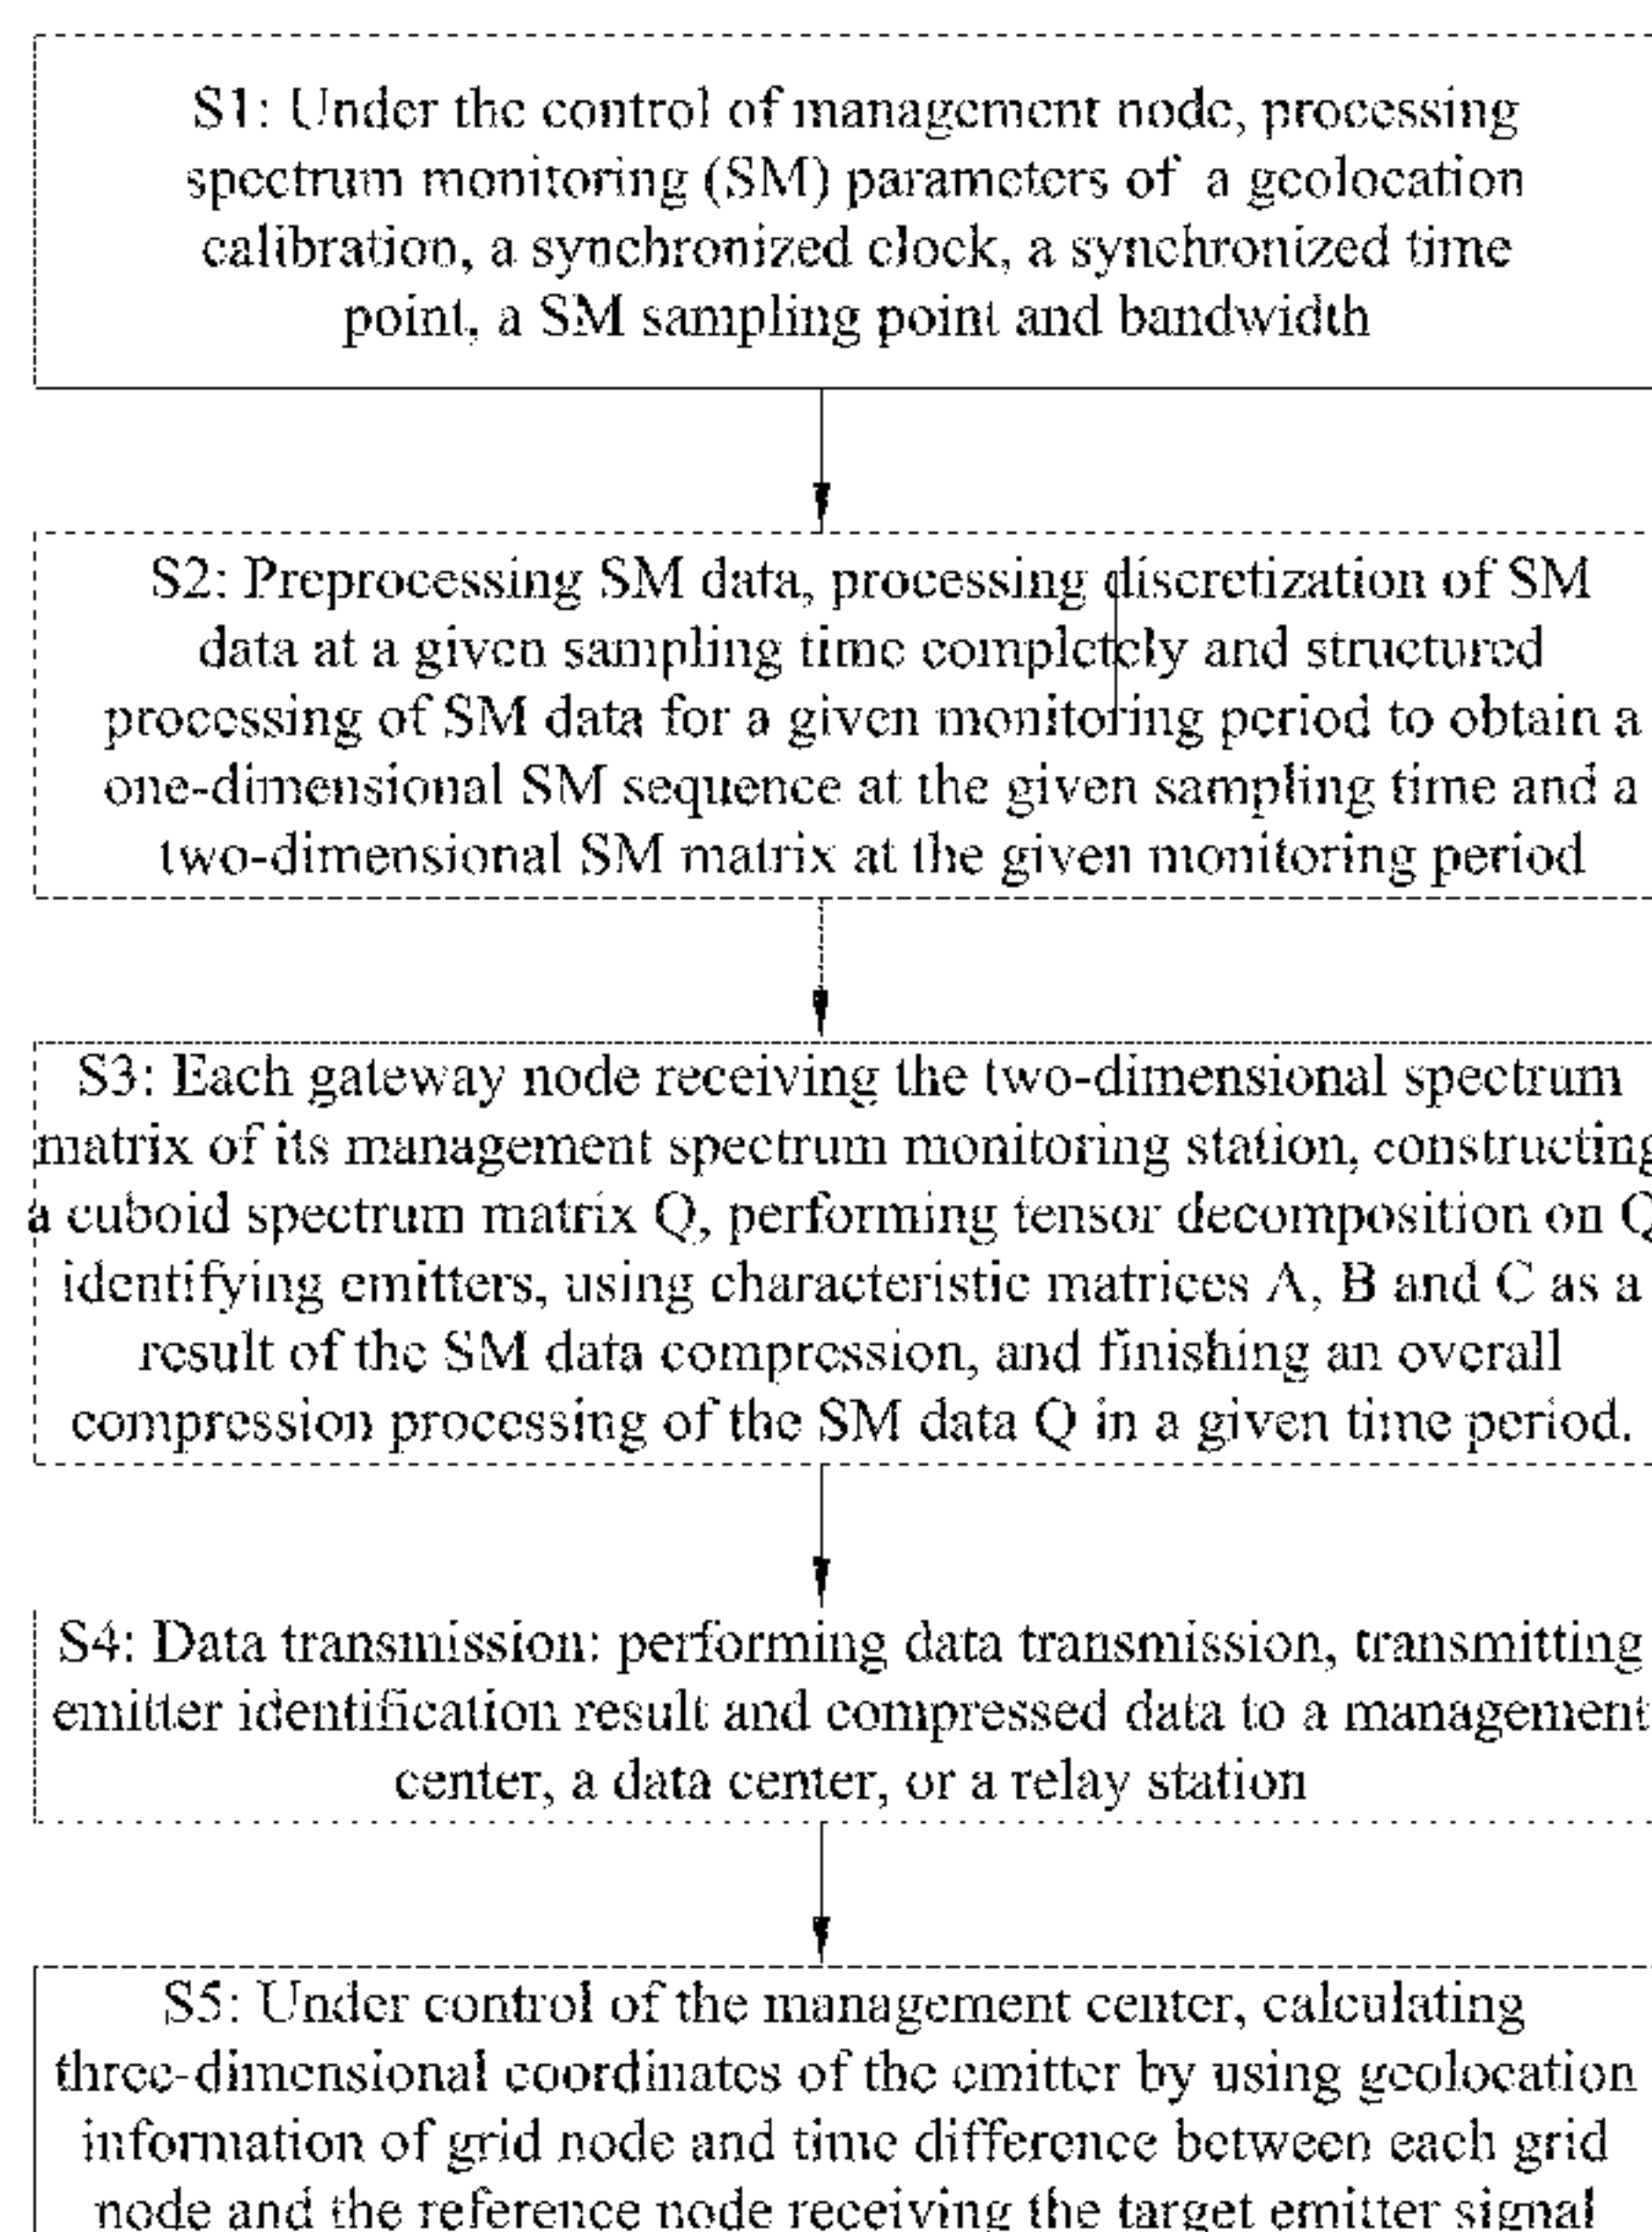 S1: Under the control of management node, processing
spectrum monitoring (SM) parameters of a geolocation
calibration, a synchronized clock, a synchronized time
point, a SM sampling point and bandwidth
S2: Preprocessing SM data, processing discretization of SM
data at a given sampling time completely and structured
processing of SM data for a given monitoring period to obtain a
one-dimensional SM sequence at the given sampling time and a
two-dimensional SM matrix at the given monitoring period
S3: Each gateway node receiving the two-dimensional spectrum
matrix of its management spectrum monitoring station, constructing
a cuboid spectrum matrix Q, performing tensor decomposition on Q
identifying emitters, using characteristic matrices A, B and C as a
result of the SM data compression, and finishing an overall
compression processing of the SM data Q in a given time period.
S4: Data transmission: performing data transmission, transmitting
emitter identification result and compressed data to a management
center, a data center, or a relay station
S5: Under control of the management center, calculating
three-dimensional coordinates of the emitter by using geolocation
information of grid node and time difference between each grid
node and the reference node receiving the target emitter signal